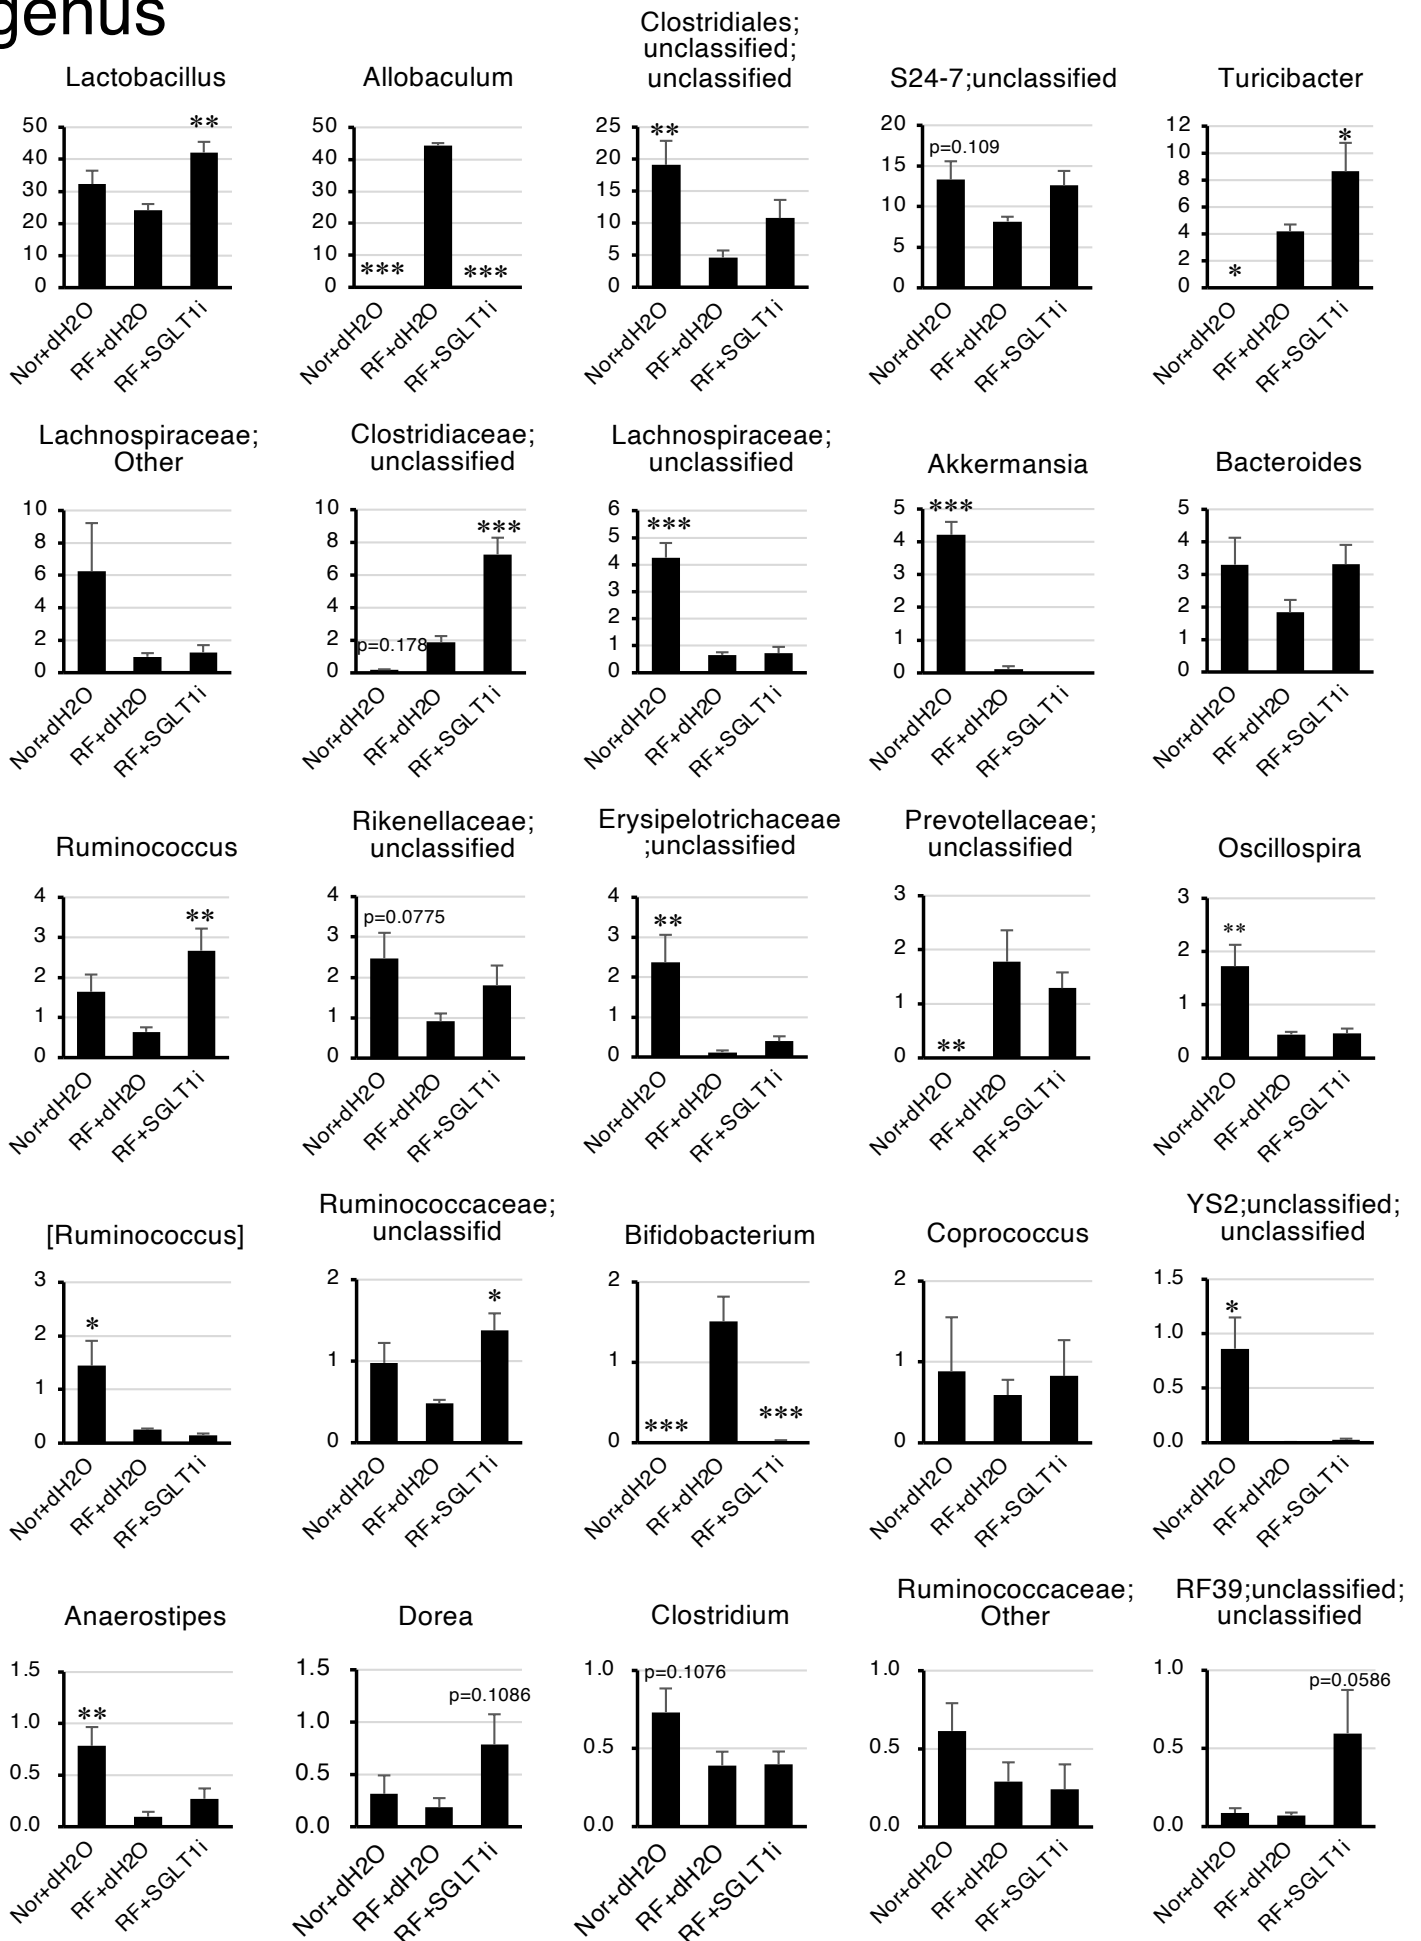 genus
Lactobacillus
50
40
30
20
10
0
**
Nor+dH2O
RF+dH2O
RF+SGLT1i
Allobaculum
50
40
30
20
10
0
***
***
Nor+dH2O
RF+dH2O
RF+SGLT1i
Clostridiales;
unclassified;
unclassified
25
20
15
10
5
0
**
Nor+dH2O
RF+dH2O
RF+SGLT1i
S24-7;unclassified
20
15
10
5
0
p=0.109
Nor+dH2O
RF+dH2O
RF+SGLT1i
Turicibacter
12
10
8
6
4
2
0
*
*
Nor+dH2O
RF+dH2O
RF+SGLT1i
Lachnospiraceae;
Other
10
8
6
4
2
0
Nor+dH2O
RF+dH2O
RF+SGLT1i
Clostridiaceae;
unclassified
10
8
6
4
2
0
p=0.178
***
Nor+dH2O
RF+dH2O
RF+SGLT1i
Lachnospiraceae;
unclassified
6
5
4
3
2
1
0
***
Nor+dH2O
RF+dH2O
RF+SGLT1i
Akkermansia
5
4
3
2
1
0
***
Nor+dH2O
RF+dH2O
RF+SGLT1i
Bacteroides
5
4
3
2
1
0
Nor+dH2O
RF+dH2O
RF+SGLT1i
Ruminococcus
4
3
2
1
0
**
Nor+dH2O
RF+dH2O
RF+SGLT1i
Rikenellaceae;
unclassified
4
3
2
1
0
p=0.0775
Nor+dH2O
RF+dH2O
RF+SGLT1i
Erysipelotrichaceae
;unclassified
4
3
2
1
0
**
Nor+dH2O
RF+dH2O
RF+SGLT1i
Prevotellaceae;
unclassified
3
2
1
0
**
Nor+dH2O
RF+dH2O
RF+SGLT1i
Oscillospira
3
2
1
0
**
Nor+dH2O
RF+dH2O
RF+SGLT1i
[Ruminococcus]
3
2
1
0
*
Nor+dH2O
RF+dH2O
RF+SGLT1i
Ruminococcaceae;
unclassifid
2
1
0
*
Nor+dH2O
RF+dH2O
RF+SGLT1i
Bifidobacterium
2
1
0
***
***
Nor+dH2O
RF+dH2O
RF+SGLT1i
Coprococcus
2
1
0
Nor+dH2O
RF+dH2O
RF+SGLT1i
YS2;unclassified;
unclassified
1.5
1.0
0.5
0.0
*
Nor+dH2O
RF+dH2O
RF+SGLT1i
Anaerostipes
1.5
1.0
0.5
0.0
**
Nor+dH2O
RF+dH2O
RF+SGLT1i
Dorea
1.5
1.0
0.5
0.0
p=0.1086
Nor+dH2O
RF+dH2O
RF+SGLT1i
Clostridium
1.0
0.5
0.0
p=0.1076
Nor+dH2O
RF+dH2O
RF+SGLT1i
Ruminococcaceae;
Other
1.0
0.5
0.0
Nor+dH2O
RF+dH2O
RF+SGLT1i
RF39;unclassified;
unclassified
1.0
0.5
0.0
p=0.0586
Nor+dH2O
RF+dH2O
RF+SGLT1i